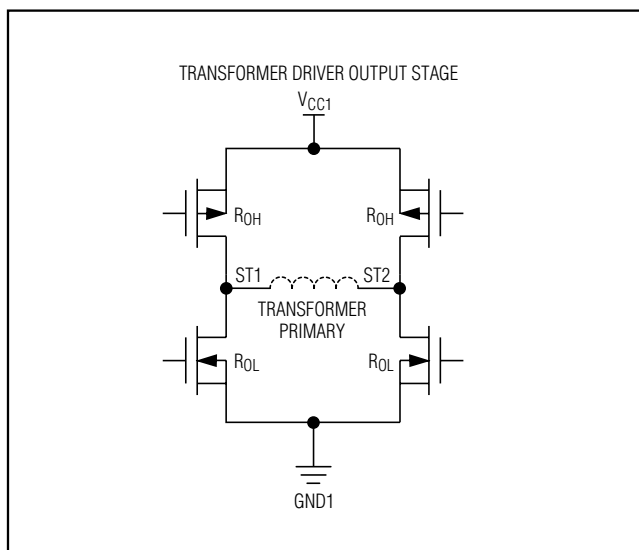 TRANSFORMER DRIVER OUTPUT STAGE
VCC1
ROH ROH
ST1 ST2
TRANSFORMER
PRIMARY
ROL ROL
GND1